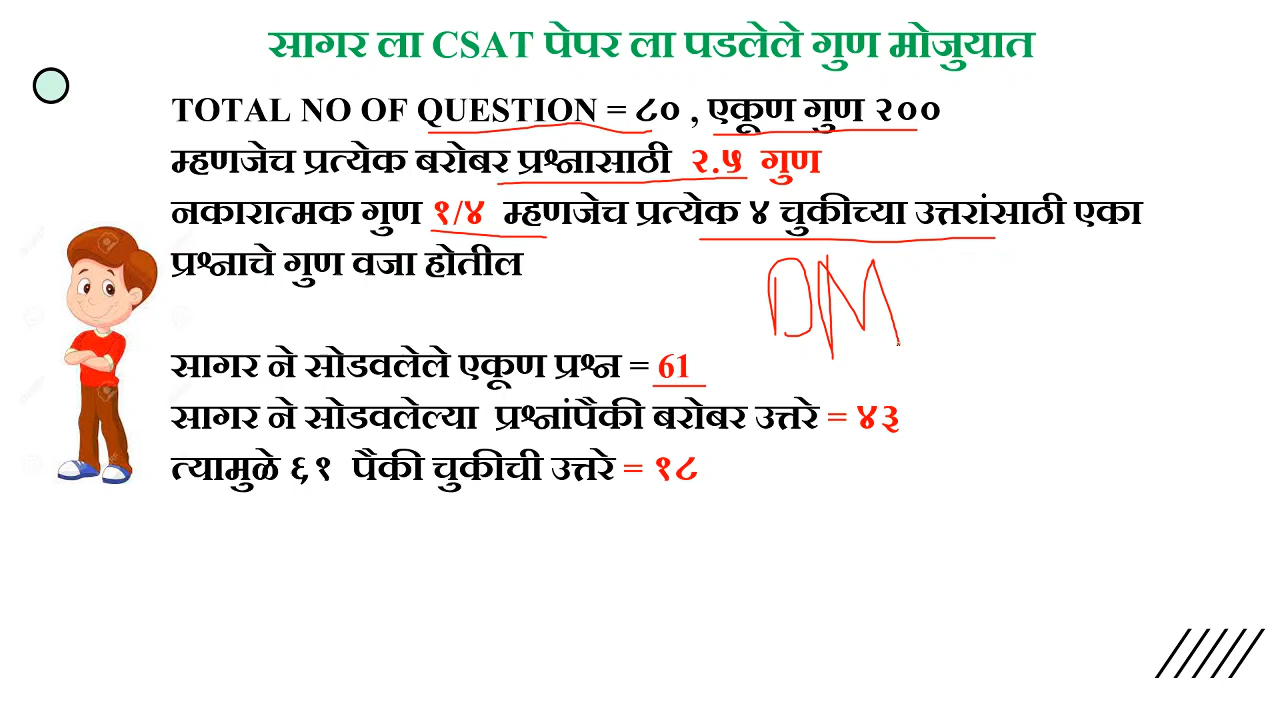 सागर ला CSAT पेपर ला पडलेले गुण मोजुयात
TOTAL NO OF QUESTION = ८० , एकूण गुण २००
म्हणजेच प्रत्येक बरोबर प्रश्नासाठी २.५ गुण
नकारात्मक गुण १/४ म्हणजेच प्रत्येक ४ चुकीच्या उत्तरांसाठी एका
प्रश्नाचे गुण वजा होतील
DM
सागर ने सोडवलेले एकूण प्रश्न = 61
सागर ने सोडवलेल्या प्रश्नांपैकी बरोबर उत्तरे = ४३
त्यामुळे ६१ पैकी चुकीची उत्तरे = १८